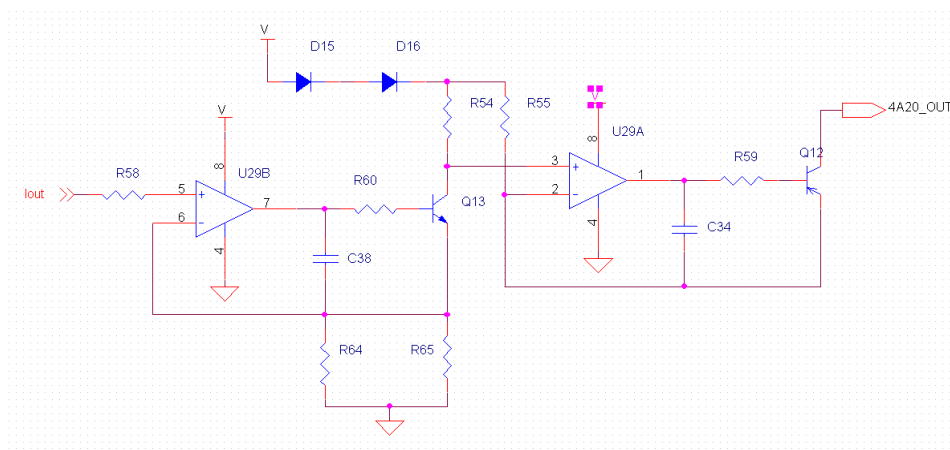 V
D15
D16
R54
R55
V
U29A
8
4A20_OUT
V
8
U29B
R58
Iout
5
+
6
-
7
4
R60
Q13
3
+
2
-
1
4
R59
Q12
C34
C38
R64
R65